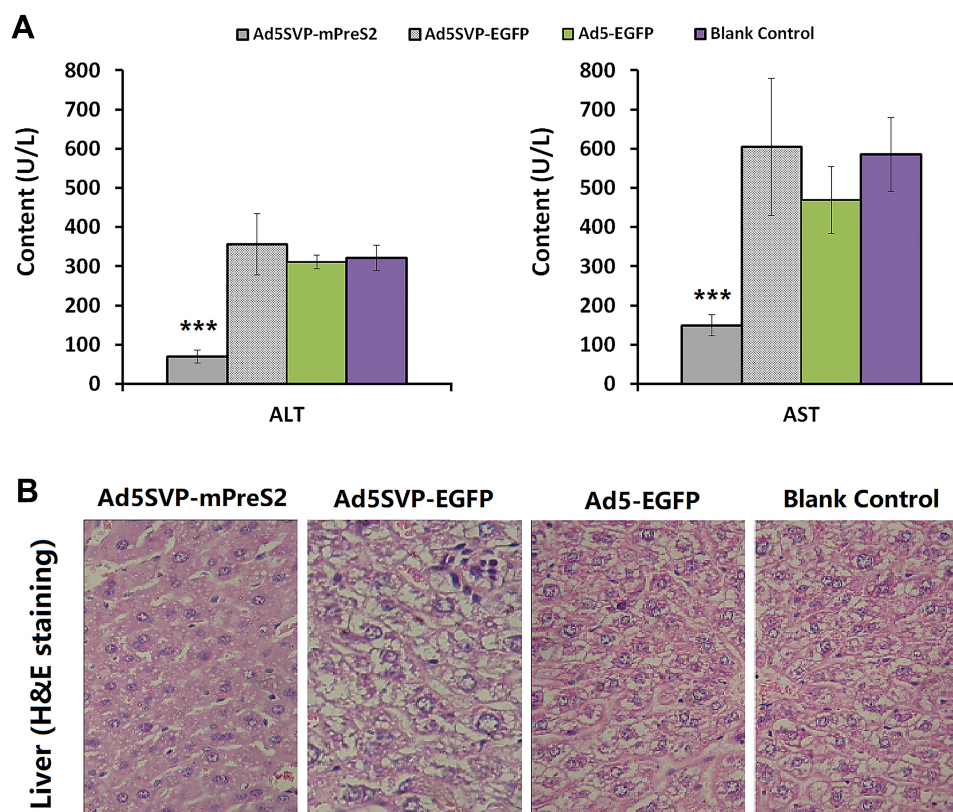 A
Ad5SVP-mPreS2 Ad5SVP-EGFP Ad5-EGFP Blank Control
Content (U/L)
800
700
600
500
400
300
200
100
0
***
ALT
Content (U/L)
800
700
600
500
400
300
200
100
0
***
AST
B
Ad5SVP-mPreS2 Ad5SVP-EGFP Ad5-EGFP Blank Control
Liver (H&E staining)